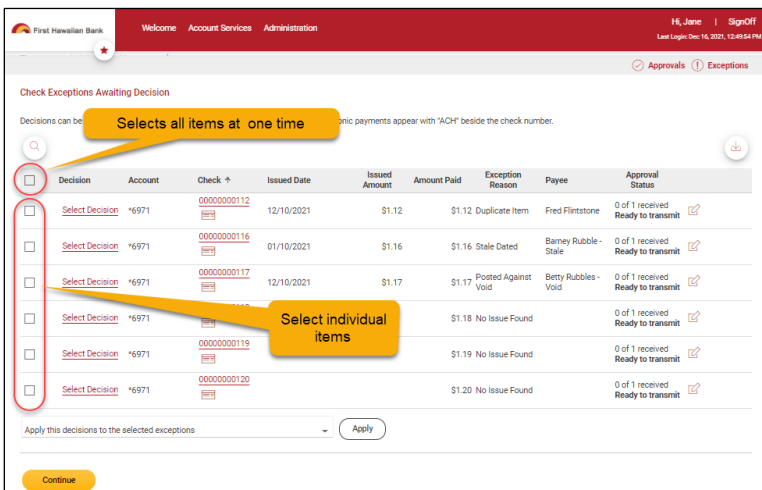 First Hawaiian Bank
Welcome Account Services Administration
Hi, Jane | SignOff
Last Login: Dec 16, 2021, 12:49:54 PM
Approvals Exceptions
Check Exceptions Awaiting Decision
Decisions can be
Selects all items at one time
onic payments appear with "ACH" beside the check number.
Decision Account Check ↑ Issued Date Issued Amount Amount Paid Exception Reason Payee Approval Status
Select Decision *6971 00000000112 12/10/2021 $1.12 $1.12 Duplicate Item Fred Flintstone 0 of 1 received
Ready to transmit
Select Decision *6971 00000000116 01/10/2021 $1.16 $1.16 Stale Dated Barney Rubble - Stale 0 of 1 received
Ready to transmit
Select Decision *6971 00000000117 12/10/2021 $1.17 $1.17 Posted Against Void Betty Rubbles - Void 0 of 1 received
Ready to transmit
Select Decision *6971 $1.18 No Issue Found 0 of 1 received
Ready to transmit
Select individual
items
Select Decision *6971 00000000119 $1.19 No Issue Found 0 of 1 received
Ready to transmit
Select Decision *6971 00000000120 $1.20 No Issue Found 0 of 1 received
Ready to transmit
Apply this decisions to the selected exceptions
Apply
Continue